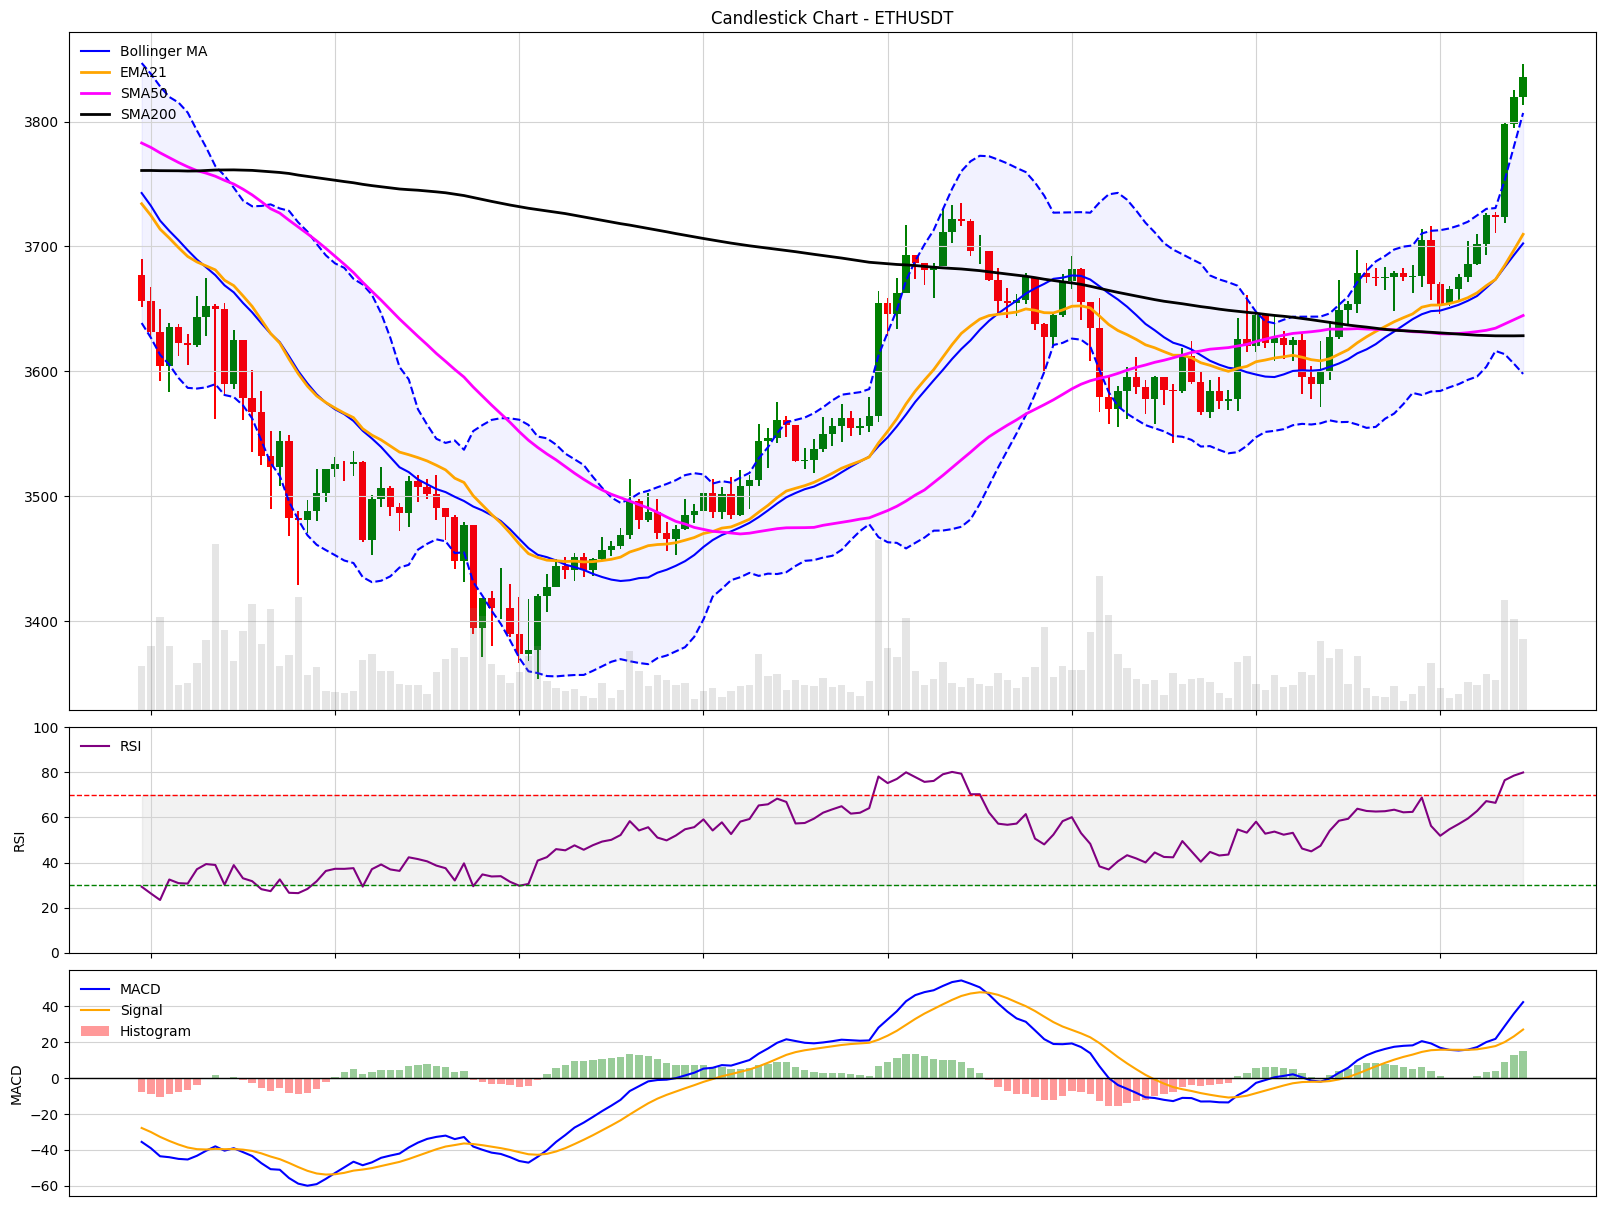 Candlestick Chart - ETHUSDT
Bollinger MA
EMA21
SMA50
SMA200
3800
3700
3600
3500
3400
RSI
100
80
60
40
20
0
RSI
MACD
Signal
Histogram
40
20
0
−20
−40
−60
MACD